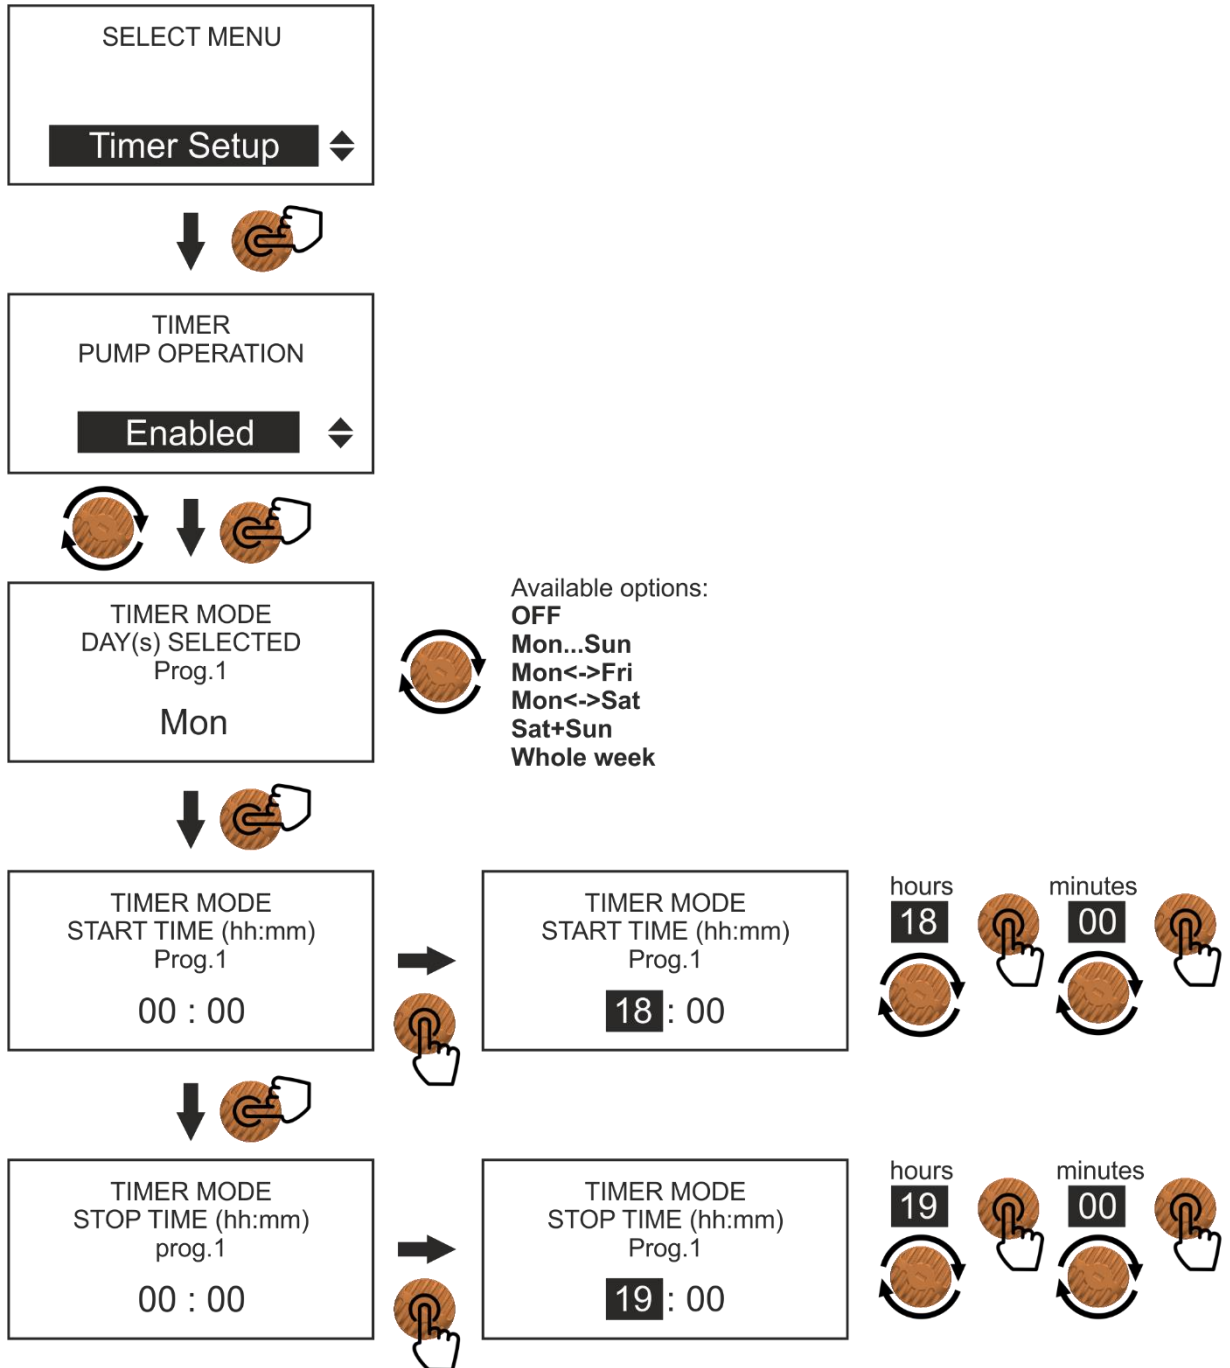 SELECT MENU
Timer Setup
TIMER
PUMP OPERATION
Enabled
TIMER MODE
DAY(s) SELECTED
Prog.1
Mon
Available options:
OFF
Mon...Sun
Mon<->Fri
Mon<->Sat
Sat+Sun
Whole week
TIMER MODE
START TIME (hh:mm)
Prog.1
00 : 00
TIMER MODE
START TIME (hh:mm)
Prog.1
18 : 00
hours
18
minutes
00
TIMER MODE
STOP TIME (hh:mm)
prog.1
00 : 00
TIMER MODE
STOP TIME (hh:mm)
Prog.1
19 : 00
hours
19
minutes
00